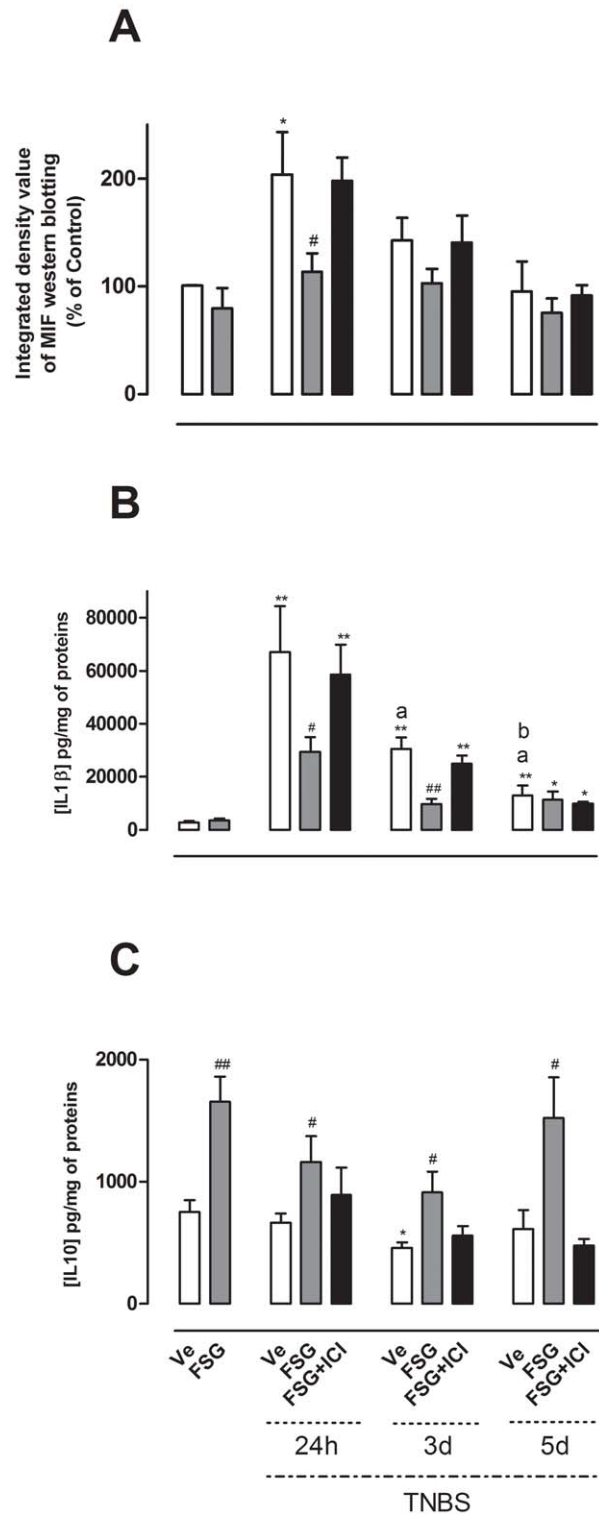 A
Integrated density value
of MIF western blotting
(% of Control)
200
100
0
*
#
B
[IL1β] pg/mg of proteins
80000
60000
40000
20000
0
**
#
**
a
**
##
**
b
a
**
*
*
C
[IL10] pg/mg of proteins
2000
1000
0
##
#
*
#
#
Ve
FSG
Ve
FSG
FSG+ICI
Ve
FSG
FSG+ICI
Ve
FSG
FSG+ICI
24h
3d
5d
TNBS